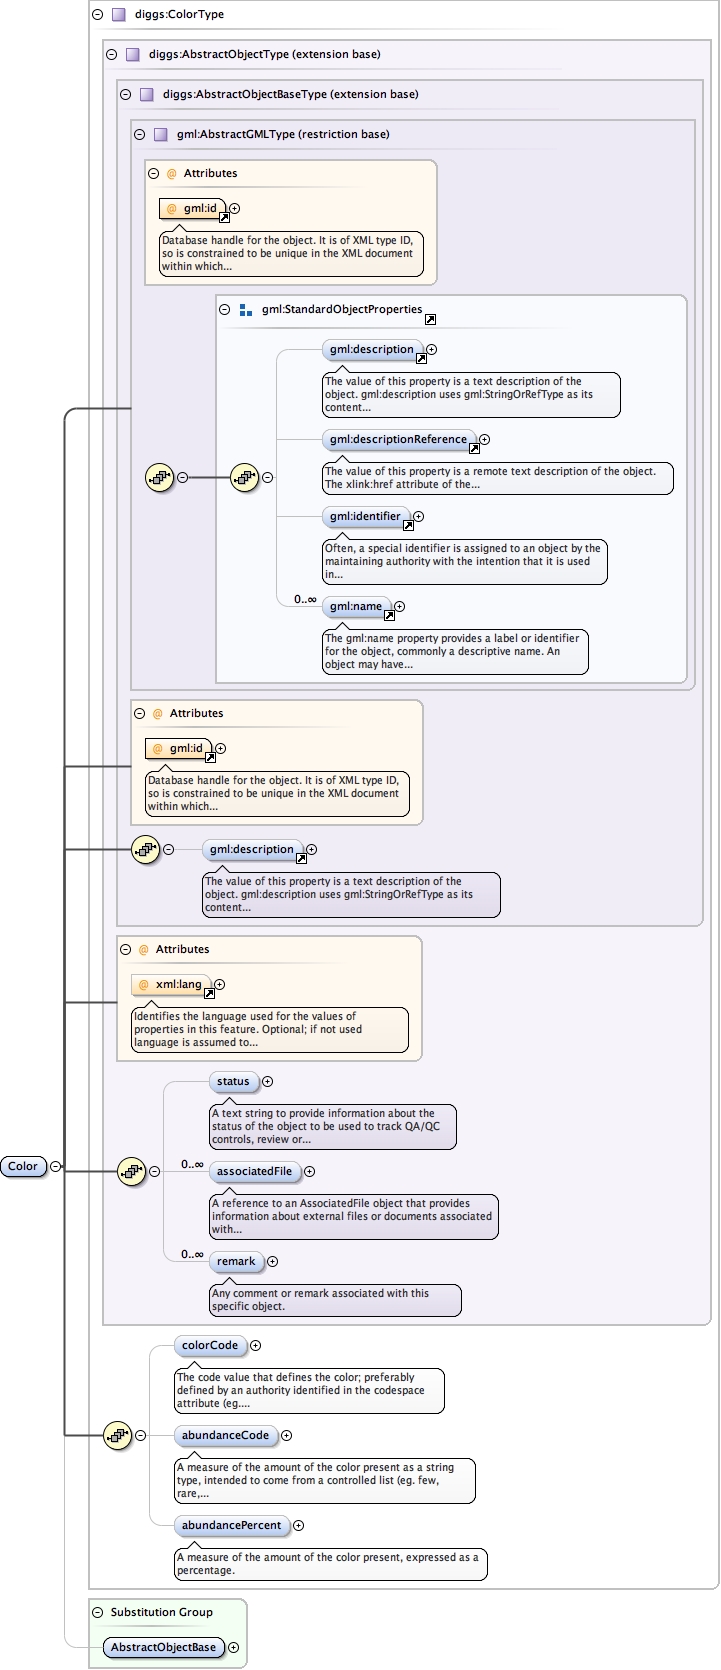 diggs:ColorType
diggs:AbstractObjectType (extension base)
diggs:AbstractObjectBaseType (extension base)
gml:AbstractGMLType (restriction base)
@ Attributes
@ gml:id
Database handle for the object. It is of XML type ID,
so is constrained to be unique in the XML document
within which...
gml:StandardObjectProperties
gml:description
The value of this property is a text description of the
object. gml:description uses gml:StringOrRefType as its
content...
gml:descriptionReference
The value of this property is a remote text description of the object.
The xlink:href attribute of the...
gml:identifier
Often, a special identifier is assigned to an object by the
maintaining authority with the intention that it is used
in...
0..∞
gml:name
The gml:name property provides a label or identifier
for the object, commonly a descriptive name. An
object may have...
@ Attributes
@ gml:id
Database handle for the object. It is of XML type ID,
so is constrained to be unique in the XML document
within which...
gml:description
The value of this property is a text description of the
object. gml:description uses gml:StringOrRefType as its
content...
@ Attributes
@ xml:lang
Identifies the language used for the values of
properties in this feature. Optional; if not used
language is assumed to...
status
A text string to provide information about the
status of the object to be used to track QA/QC
controls, review or...
Color
0..∞
associatedFile
A reference to an AssociatedFile object that provides
information about external files or documents associated
with...
0..∞
remark
Any comment or remark associated with this
specific object.
colorCode
The code value that defines the color; preferably
defined by an authority identified in the codespace
attribute (eg....
abundanceCode
A measure of the amount of the color present as a string
type, intended to come from a controlled list (eg. few,
rare,...
abundancePercent
A measure of the amount of the color present, expressed as a
percentage.
Substitution Group
AbstractObjectBase